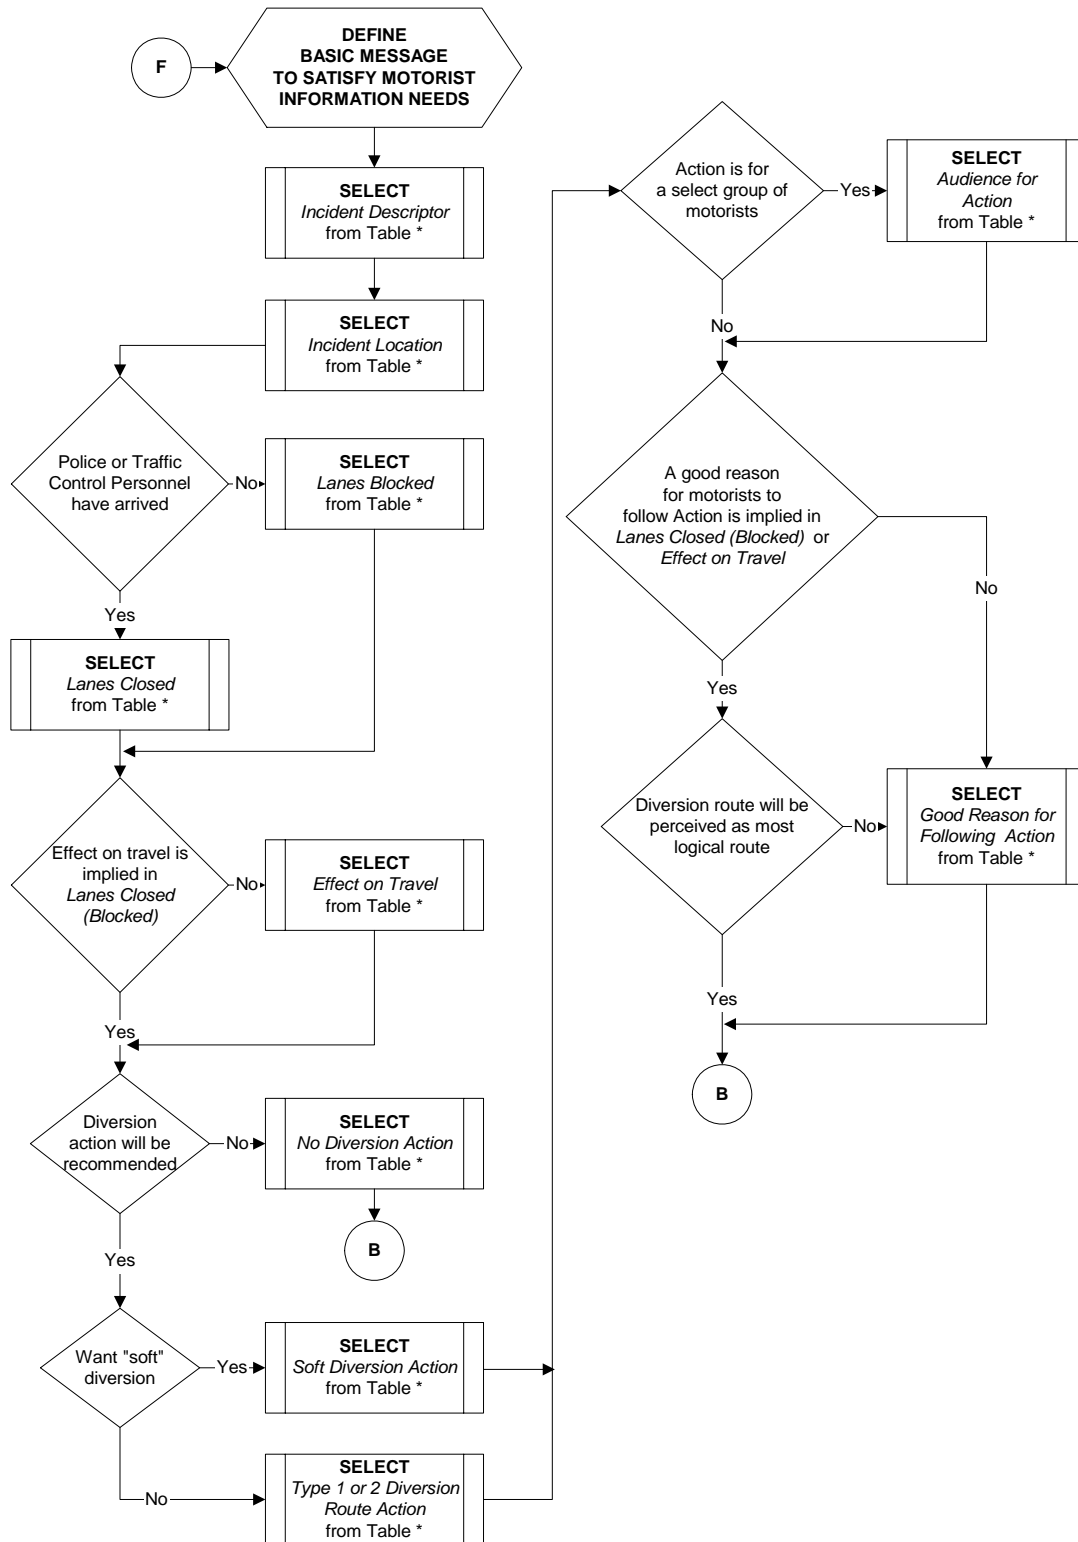 F
DEFINE
BASIC MESSAGE
TO SATISFY MOTORIST
INFORMATION NEEDS
SELECT
Incident Descriptor
from Table *
SELECT
Incident Location
from Table *
Police or Traffic
Control Personnel
have arrived
No
SELECT
Lanes Blocked
from Table *
Yes
SELECT
Lanes Closed
from Table *
Effect on travel is
implied in
Lanes Closed
(Blocked)
No
SELECT
Effect on Travel
from Table *
Yes
Diversion
action will be
recommended
No
SELECT
No Diversion Action
from Table *
B
Yes
Want "soft"
diversion
Yes
SELECT
Soft Diversion Action
from Table *
No
SELECT
Type 1 or 2 Diversion
Route Action
from Table *
Action is for
a select group of
motorists
Yes
SELECT
Audience for
Action
from Table *
No
A good reason
for motorists to
follow Action is implied in
Lanes Closed (Blocked) or
Effect on Travel
No
Yes
Diversion route will be
perceived as most
logical route
No
SELECT
Good Reason for
Following Action
from Table *
Yes
B